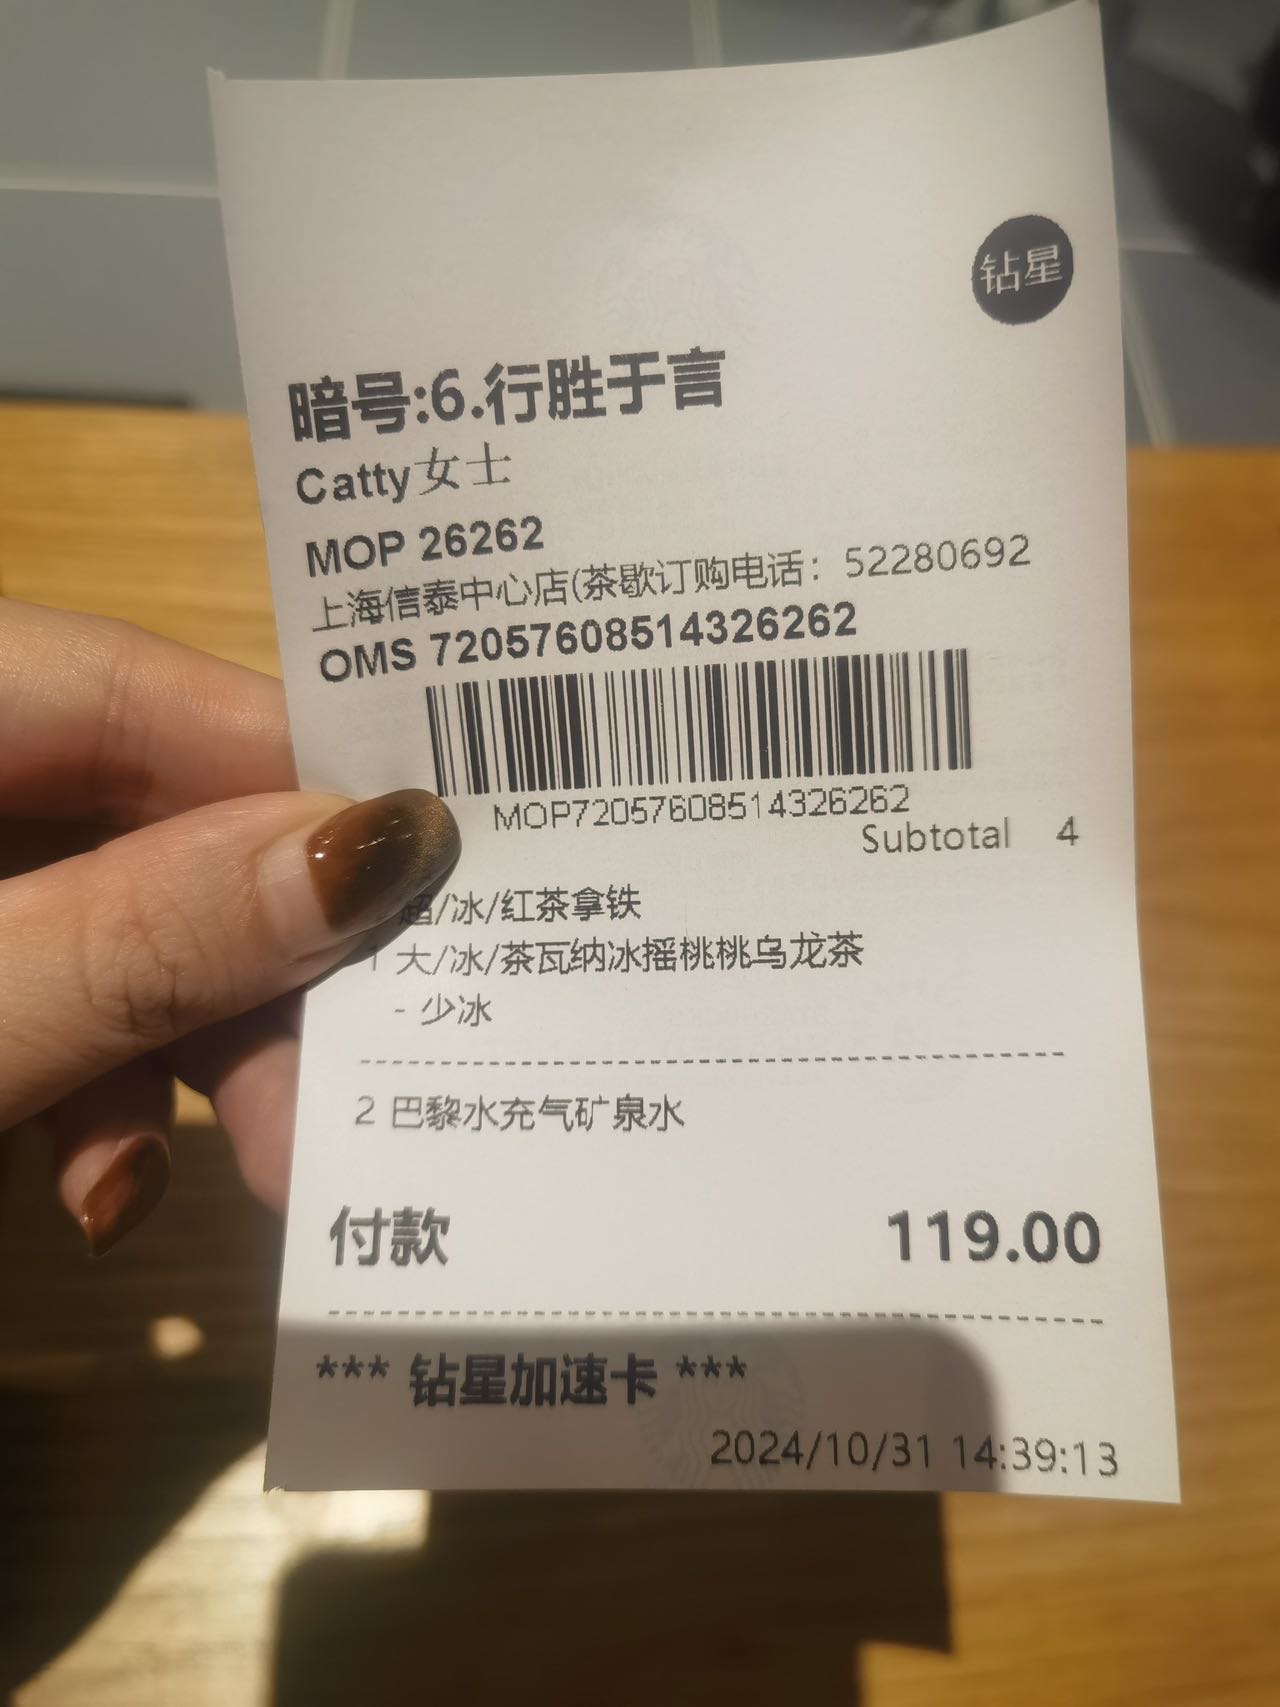 钻星
暗号:6.行胜于言
Catty女士
MOP 26262
上海信泰中心店(茶歇订购电话：52280692
OMS 72057608514326262
MOP72057608514326262
Subtotal 4
超/冰/红茶拿铁
1 大/冰/茶瓦纳冰摇桃桃乌龙茶
- 少冰
2 巴黎水充气矿泉水
付款 119.00
*** 钻星加速卡 ***
2024/10/31 14:39:13